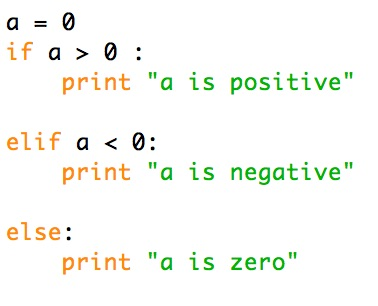 a = 0
if a > 0 :
    print "a is positive"

elif a < 0:
    print "a is negative"

else:
    print "a is zero"